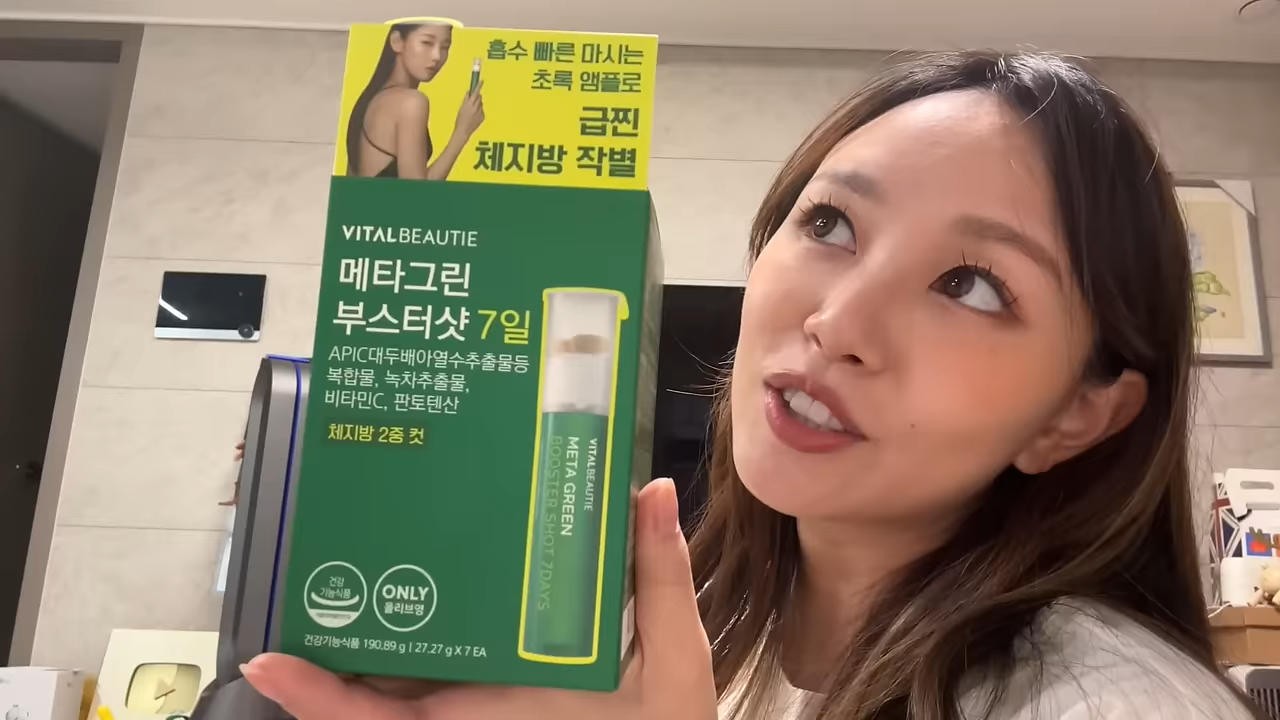 흡수 빠른 마시는
초록 앰플로
급찐
체지방 작별
VITALBEAUTIE
메타그린
부스터샷 7일
APIC대두배아열수추출물등
복합물, 녹차추출물,
비타민C, 판토텐산
체지방 2중 컷
VITALBEAUTIE
META GREEN
BOOSTER SHOT 7DAYS
건강
기능식품
ONLY
올리브영
건강기능식품 190.89 g | 27.27 g X 7 EA